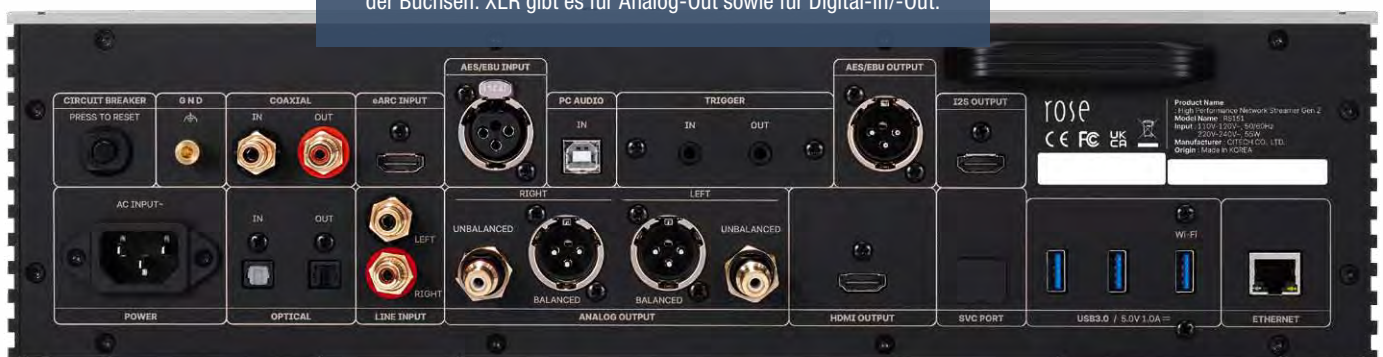 der Buchsen. XLR gibt es für Analog-Out sowie für Digital-In/-Out.
AES/EBU INPUT
AES/EBU OUTPUT
CIRCUIT BREAKER
PRESS TO RESET
GND
COAXIAL
IN OUT
eARC INPUT
PC AUDIO
IN
TRIGGER
IN OUT
I2S OUTPUT
rose
CE FC UK CA
Product Name
: High Performance Network Streamer Gen 2
Model Name : RS151
Input : 110V-120V~, 50/60Hz
220V-240V~, 55W
Manufacturer : CITECH CO., LTD.
Origin : Made in KOREA
AC INPUT~
POWER
IN OUT
OPTICAL
LEFT
RIGHT
LINE INPUT
RIGHT LEFT
UNBALANCED
BALANCED
BALANCED
UNBALANCED
ANALOG OUTPUT
HDMI OUTPUT
SVC PORT
Wi-Fi
USB3.0 / 5.0V 1.0A
ETHERNET